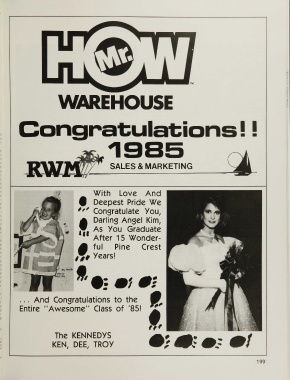 HOW
Mr.
WAREHOUSE
Congratulations!!
1985
RWM SALES & MARKETING
With Love And
Deepest Pride We
Congratulate You,
Darling Angel Kim,
As You Graduate
After 15 Wonder-
ful Pine Crest
Years!
... And Congratulations to the
Entire "Awesome" Class of '85!
The KENNEDYS
KEN, DEE, TROY